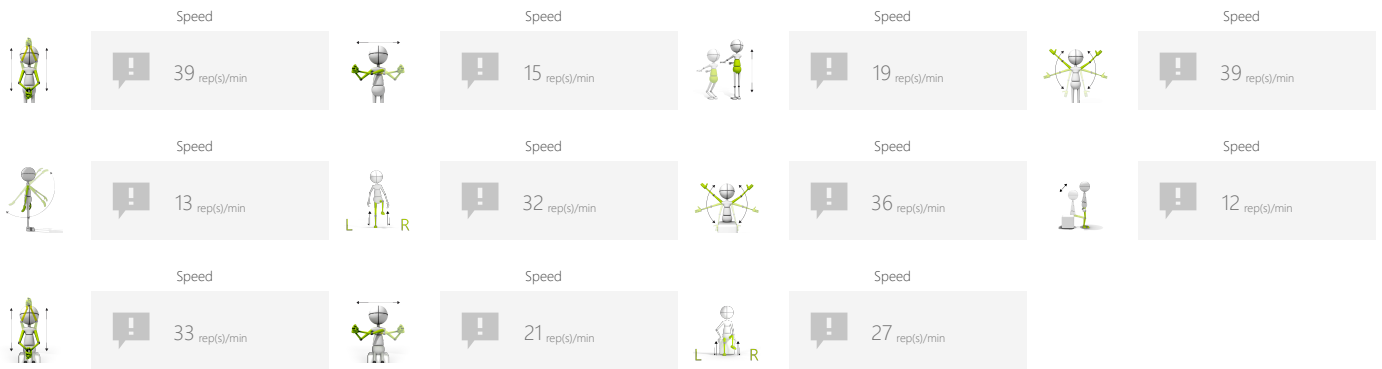 Speed Speed Speed Speed
39 rep(s)/min 15 rep(s)/min 19 rep(s)/min 39 rep(s)/min
Speed Speed Speed Speed
13 rep(s)/min L R 32 rep(s)/min 36 rep(s)/min 12 rep(s)/min
Speed Speed Speed
33 rep(s)/min 21 rep(s)/min L R 27 rep(s)/min